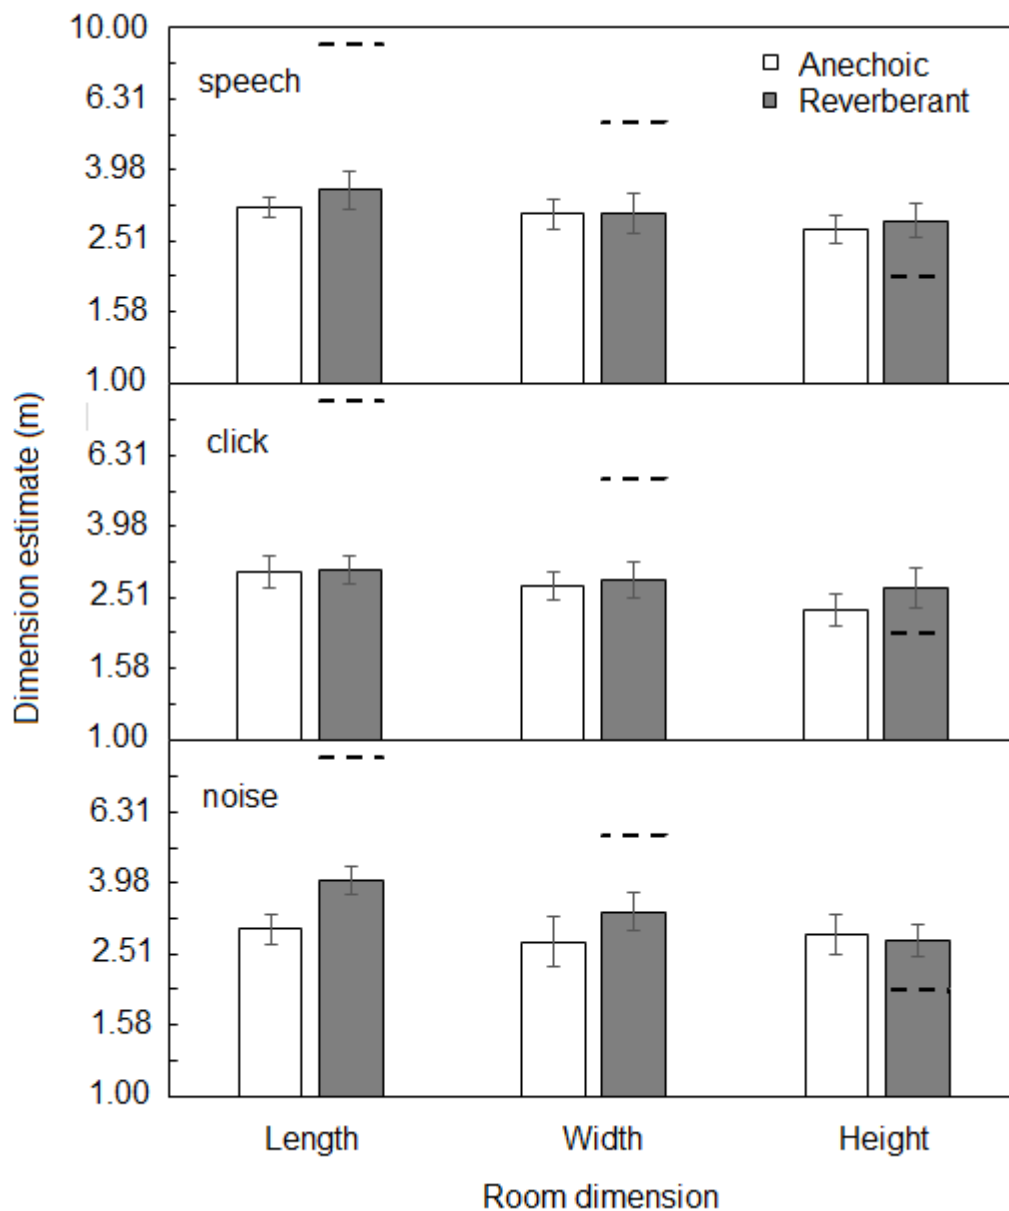 10.00
speech
Anechoic
Reverberant
6.31
3.98
2.51
1.58
1.00
click
6.31
3.98
2.51
1.58
1.00
noise
6.31
3.98
2.51
1.58
1.00
Dimension estimate (m)
Length Width Height
Room dimension